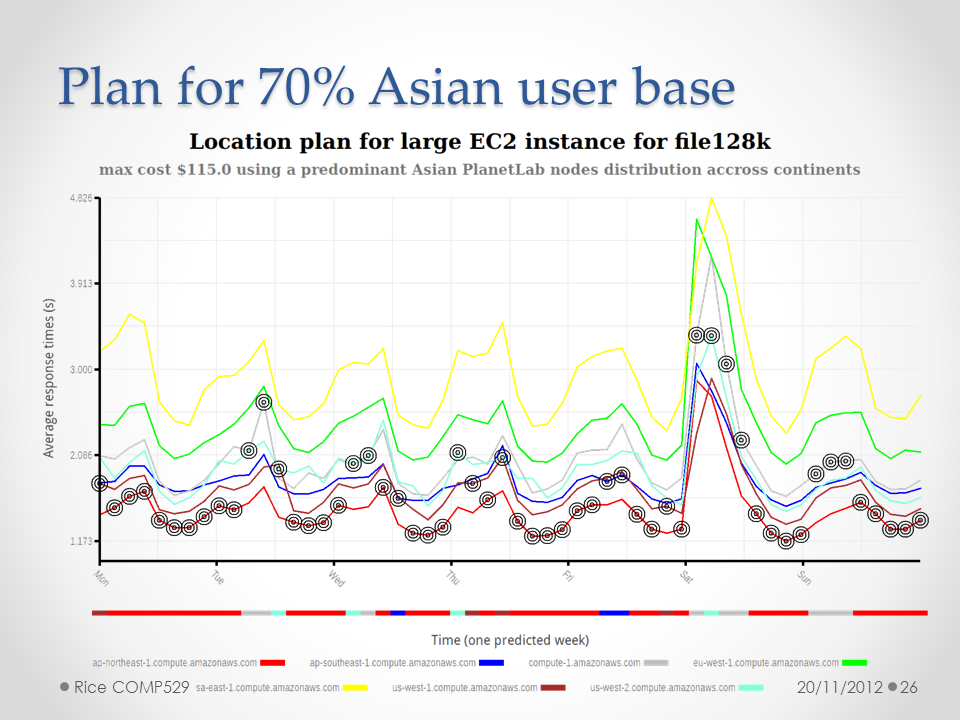 Plan for 70% Asian user base
Location plan for large EC2 instance for file128k
max cost $115.0 using a predominant Asian PlanetLab nodes distribution accross continents
4.826
3.913
3.000
2.086
1.173
Average response times (s)
Mon Tue Wed Thu Fri Sat Sun
Time (one predicted week)
ap-northeast-1.compute.amazonaws.com ap-southeast-1.compute.amazonaws.com compute-1.amazonaws.com eu-west-1.compute.amazonaws.com
Rice COMP529 sa-east-1.compute.amazonaws.com us-west-1.compute.amazonaws.com us-west-2.compute.amazonaws.com 20/11/2012 26